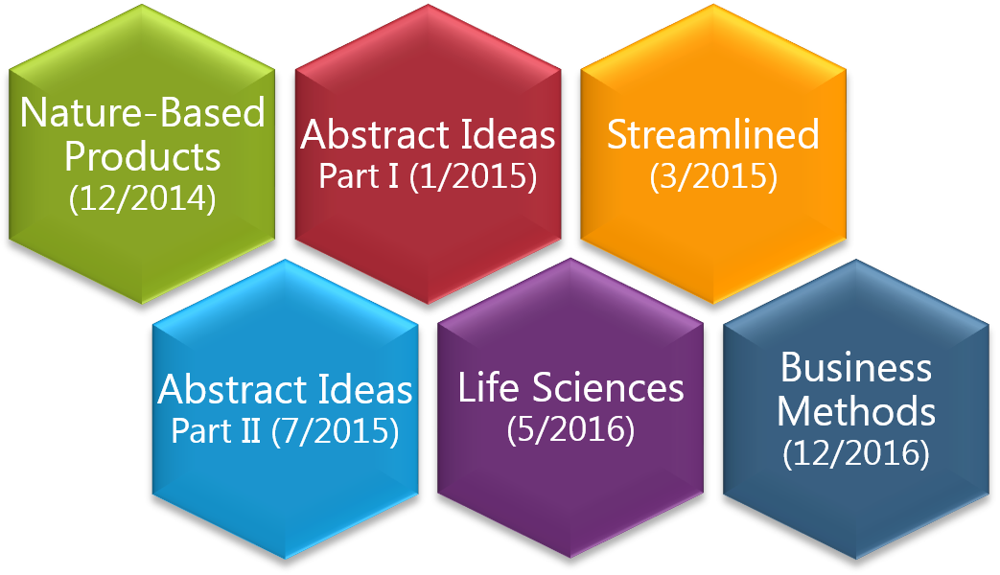 Nature-Based
Products
(12/2014)
Abstract Ideas
Part I (1/2015)
Streamlined
(3/2015)
Abstract Ideas
Part II (7/2015)
Life Sciences
(5/2016)
Business
Methods
(12/2016)